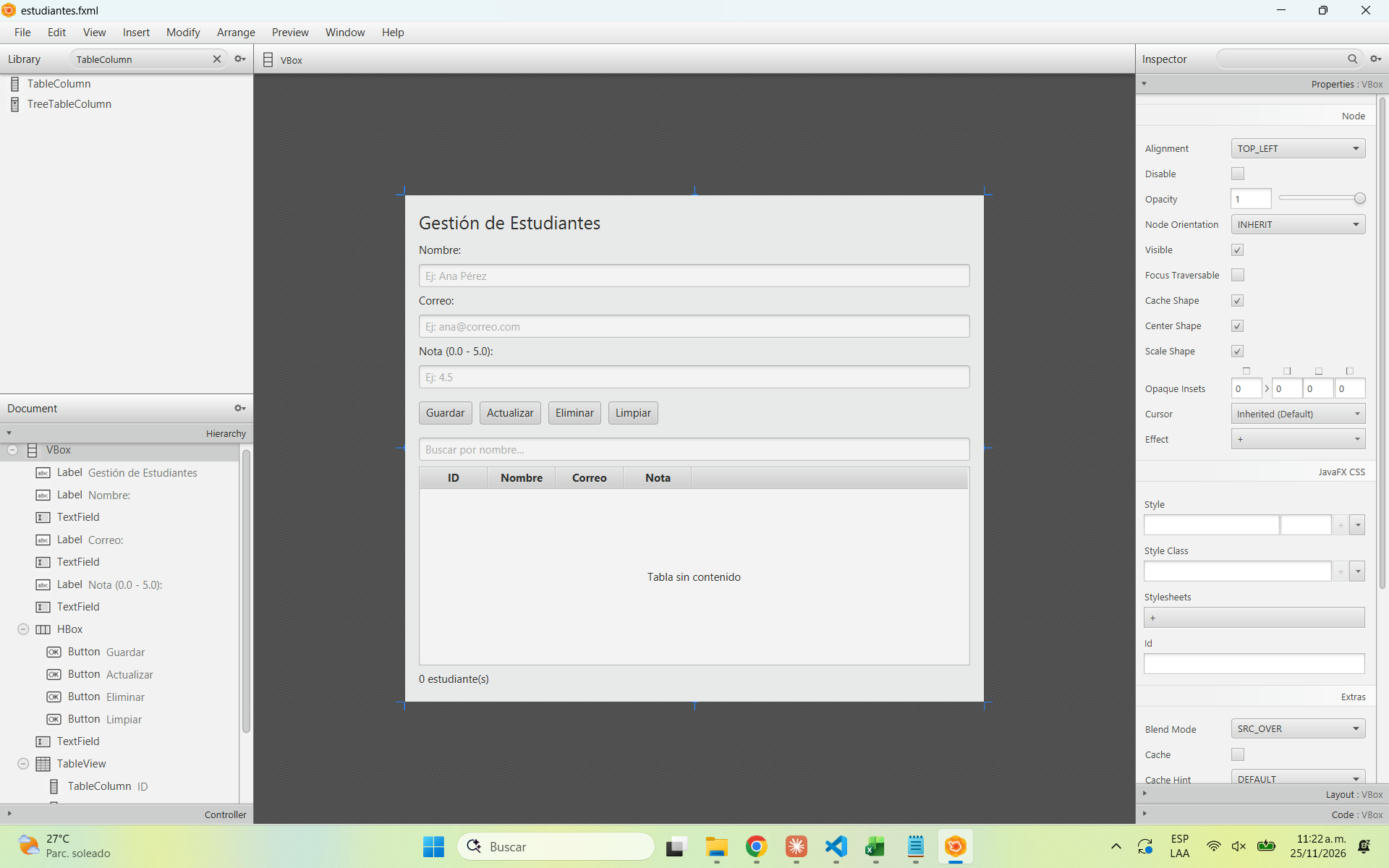 estudiantes.fxml
File Edit View Insert Modify Arrange Preview Window Help
Library TableColumn
TableColumn
TreeTableColumn
Document
Hierarchy
VBox
Label Gestión de Estudiantes
Label Nombre:
TextField
Label Correo:
TextField
Label Nota (0.0 - 5.0):
TextField
HBox
Button Guardar
Button Actualizar
Button Eliminar
Button Limpiar
TextField
TableView
TableColumn ID
Controller
VBox
Gestión de Estudiantes
Nombre:
Ej: Ana Pérez
Correo:
Ej: ana@correo.com
Nota (0.0 - 5.0):
Ej: 4.5
Guardar Actualizar Eliminar Limpiar
Buscar por nombre...
ID Nombre Correo Nota
Tabla sin contenido
0 estudiante(s)
Inspector
Properties : VBox
Node
Alignment TOP_LEFT
Disable
Opacity 1
Node Orientation INHERIT
Visible
Focus Traversable
Cache Shape
Center Shape
Scale Shape
Opaque Insets 0 > 0 0 0
Cursor Inherited (Default)
Effect +
JavaFX CSS
Style
+
Style Class
+
Stylesheets
+
Id
Extras
Blend Mode SRC_OVER
Cache
Cache Hint DEFAULT
Layout : VBox
Code : VBox
27°C
Parc. soleado
Buscar
ESP
LAA
11:22 a. m.
25/11/2026